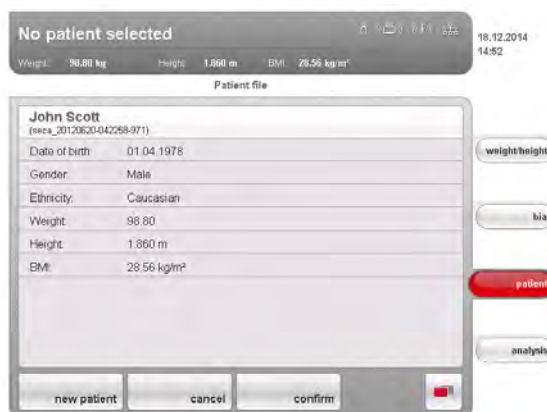 No patient selected
18.12.2014
14:52
Weight: 98.80 kg Height: 1.860 m BMI: 28.56 kg/m²
Patient file
John Scott
(seca_20120620-042258-971)
Date of birth 01.04.1978
Gender: Male
Ethnicity: Caucasian
Weight: 98.80
Height: 1.860 m
BMI: 28.56 kg/m²
weight/height
bia
patient
analysis
new patient cancel confirm